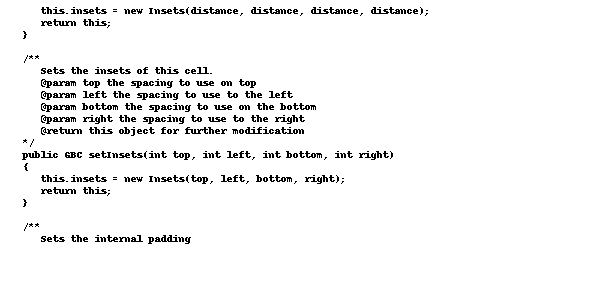 this.insets = new Insets(distance, distance, distance, distance);
return this;
}
/**
Sets the insets of this cell.
@param top the spacing to use on top
@param left the spacing to use to the left
@param bottom the spacing to use on the bottom
@param right the spacing to use to the right
@return this object for further modification
*/
public GBC setInsets(int top, int left, int bottom, int right)
{
this.insets = new Insets(top, left, bottom, right);
return this;
}
/**
Sets the internal padding